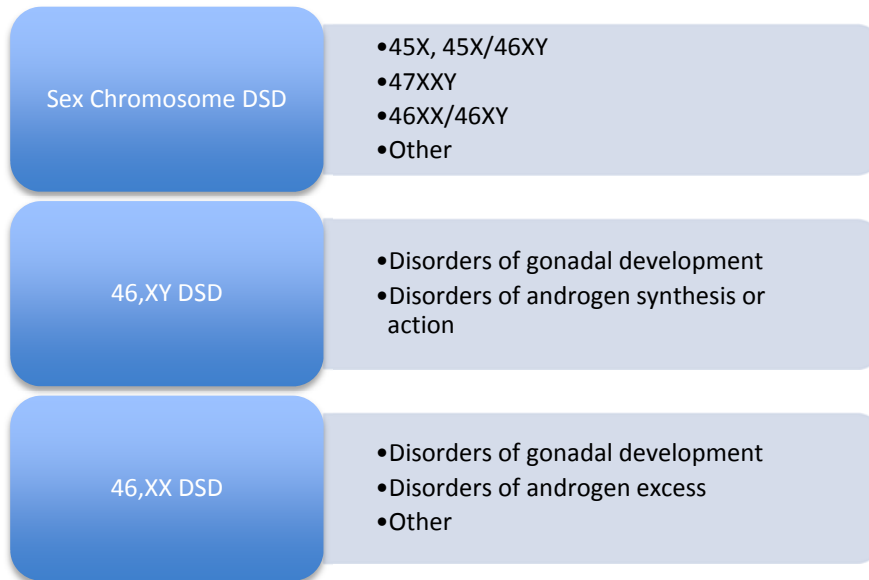 Sex Chromosome DSD
•45X, 45X/46XY
•47XXY
•46XX/46XY
•Other
46,XY DSD
•Disorders of gonadal development
•Disorders of androgen synthesis or
action
46,XX DSD
•Disorders of gonadal development
•Disorders of androgen excess
•Other